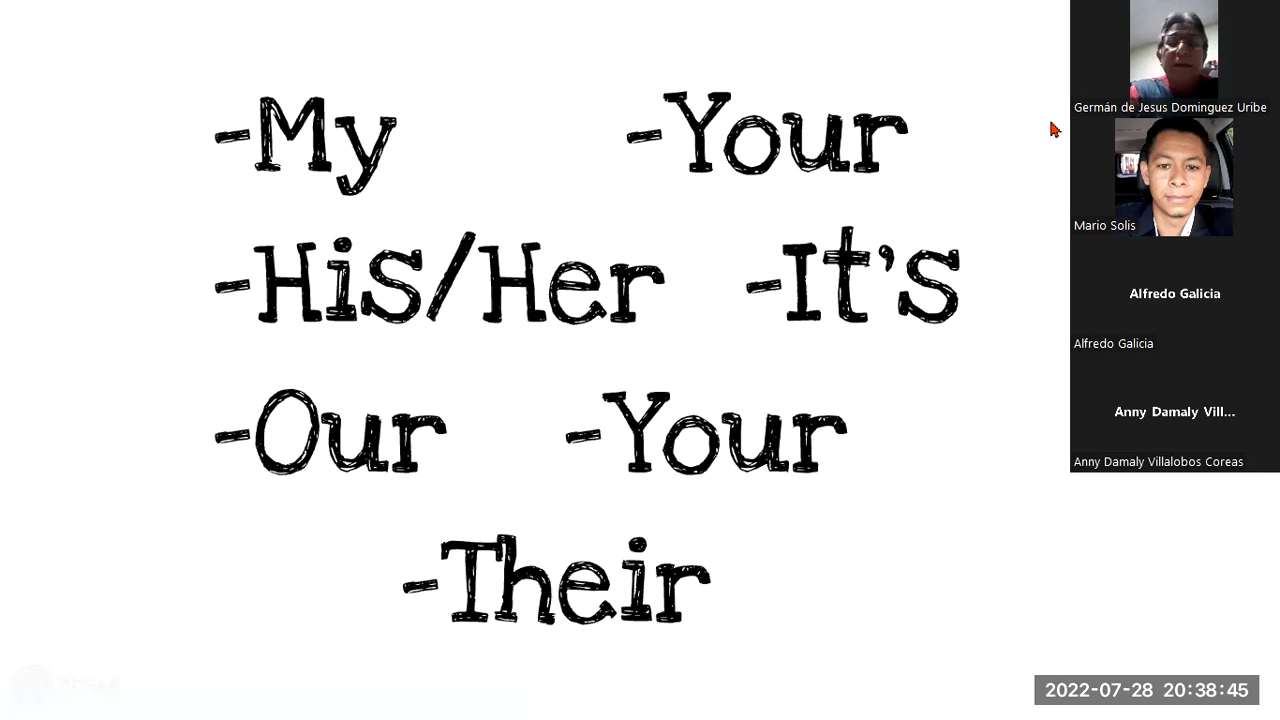 -My -Your
-His/Her -It's
-Our -Your
-Their
Germán de Jesus Dominguez Uribe
Mario Solis
Alfredo Galicia
Alfredo Galicia
Anny Damaly Vill...
Anny Damaly Villalobos Coreas
2022-07-28 20:38:45